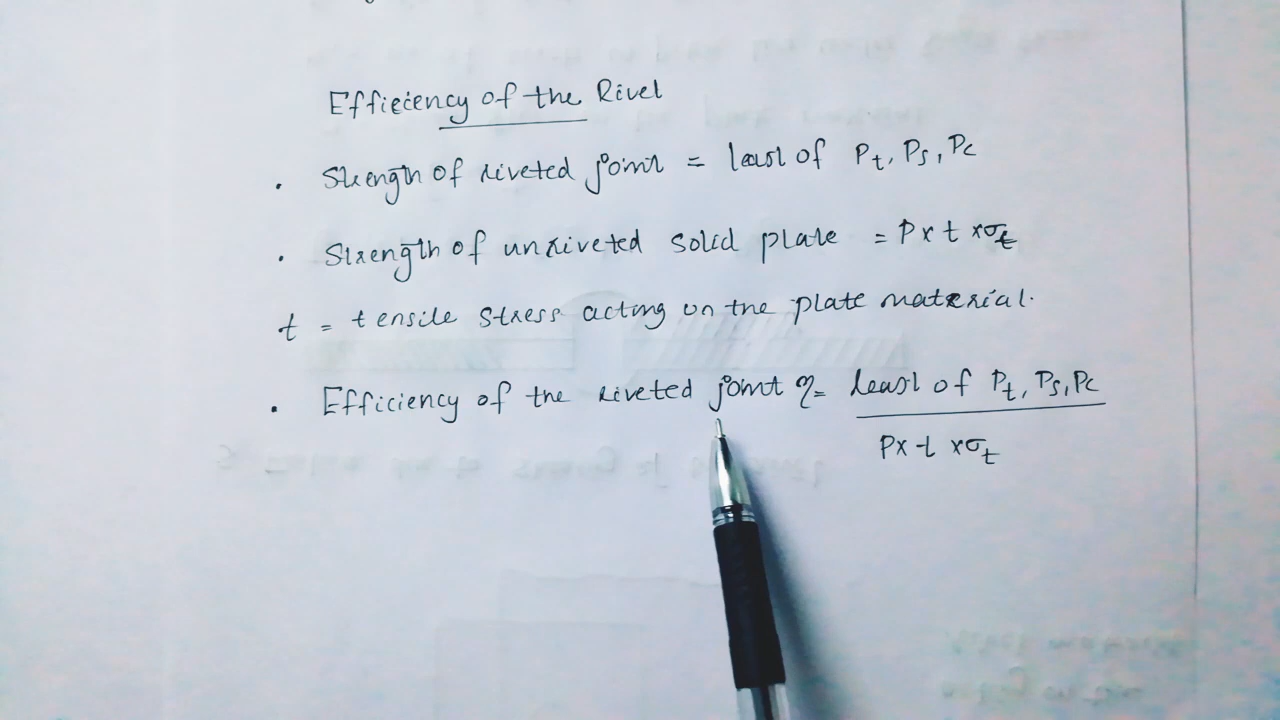 Efficiency of the Rivet
. Strength of riveted joint = least of Pt, Ps, Pc
. Strength of unriveted solid plate = P x t x σt
t = tensile stress acting on the plate material.
. Efficiency of the riveted joint η = least of Pt, Ps, Pc
P x t x σt